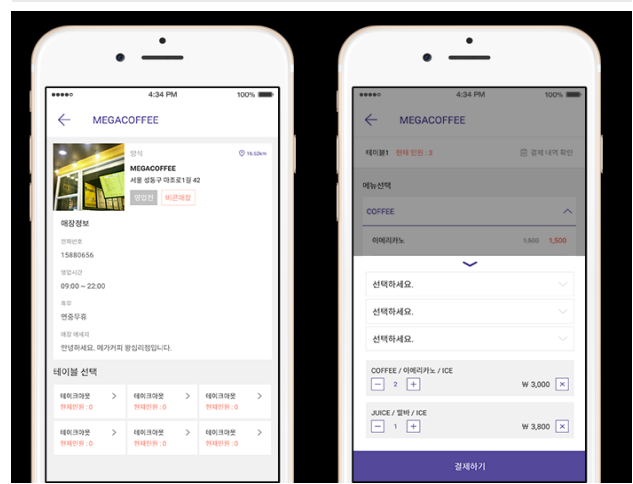 4:34 PM
100%
MEGACOFFEE
양식
16.52km
MEGACOFFEE
서울 성동구 마조로1길 42
영업전
비콘매장
매장정보
전화번호
15880656
영업시간
09:00 ~ 22:00
휴무
연중무휴
매장 메세지
안녕하세요. 메가커피 왕십리점입니다.
테이블 선택
테이크아웃
현재인원 : 0
테이크아웃
현재인원 : 0
테이크아웃
현재인원 : 0
테이크아웃
현재인원 : 0
테이크아웃
현재인원 : 0
테이크아웃
현재인원 : 0
4:34 PM
100%
MEGACOFFEE
테이블1 현재 인원 : 3
결제 내역 확인
메뉴선택
COFFEE
아메리카노 1,500
선택하세요.
선택하세요.
선택하세요.
COFFEE / 아메리카노 / ICE
2 ₩ 3,000
JUICE / 딸바 / ICE
1 ₩ 3,800
결제하기